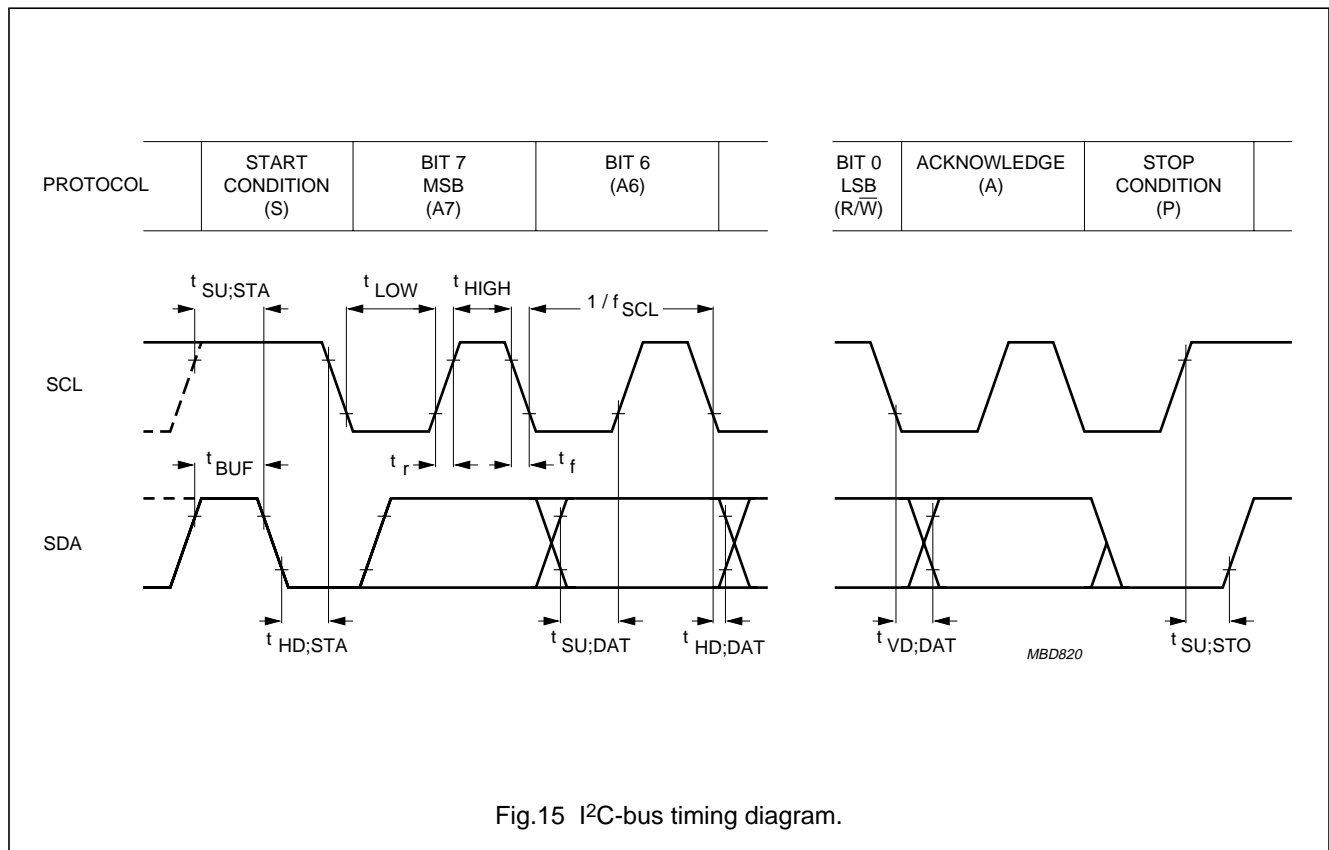 PROTOCOL
START
CONDITION
(S)
BIT 7
MSB
(A7)
BIT 6
(A6)
BIT 0
LSB
(R/W̅)
ACKNOWLEDGE
(A)
STOP
CONDITION
(P)
t SU;STA
t LOW
t HIGH
1 / f SCL
SCL
t BUF
t r
t f
SDA
t HD;STA
t SU;DAT
t HD;DAT
t VD;DAT
MBD820
t SU;STO
Fig.15 I²C-bus timing diagram.